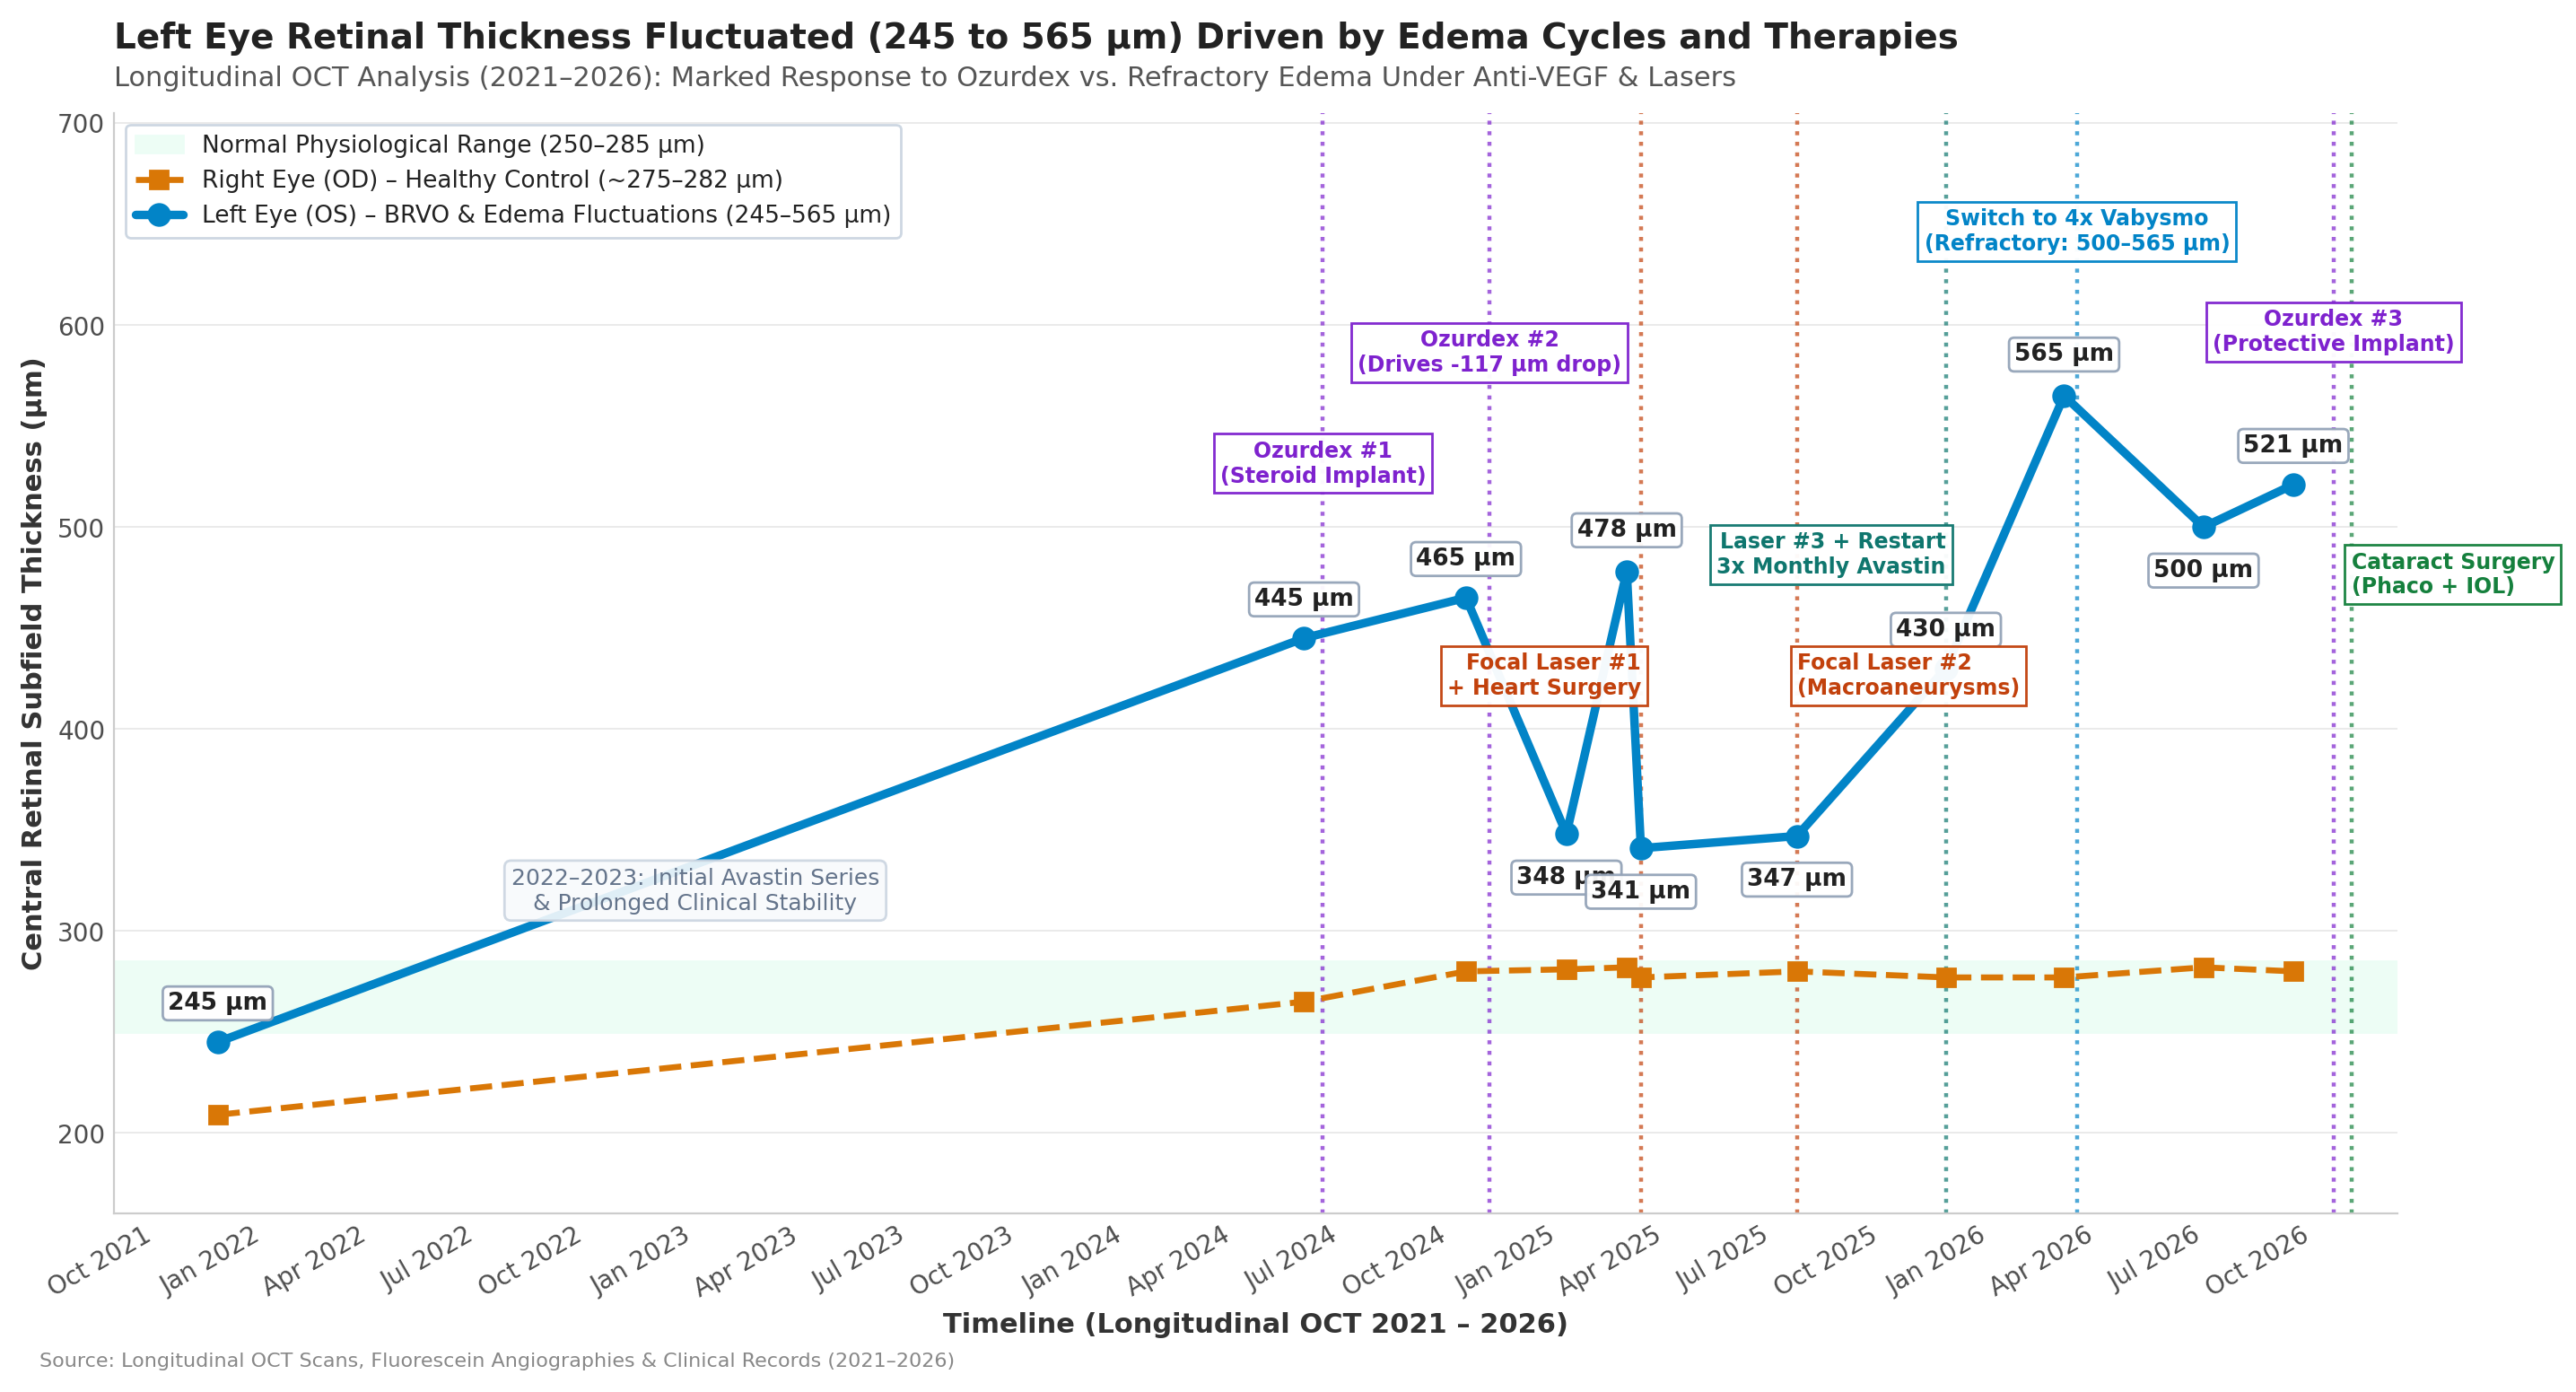 Left Eye Retinal Thickness Fluctuated (245 to 565 µm) Driven by Edema Cycles and Therapies
Longitudinal OCT Analysis (2021–2026): Marked Response to Ozurdex vs. Refractory Edema Under Anti-VEGF & Lasers
Normal Physiological Range (250–285 µm)
Right Eye (OD) – Healthy Control (~275–282 µm)
Left Eye (OS) – BRVO & Edema Fluctuations (245–565 µm)
Central Retinal Subfield Thickness (µm)
700
600
500
400
300
200
Switch to 4x Vabysmo
(Refractory: 500–565 µm)
Ozurdex #3
(Protective Implant)
Ozurdex #2
(Drives -117 µm drop)
565 µm
Ozurdex #1
(Steroid Implant)
521 µm
478 µm
Laser #3 + Restart
3x Monthly Avastin
465 µm
500 µm
Cataract Surgery
(Phaco + IOL)
445 µm
430 µm
Focal Laser #1
+ Heart Surgery
Focal Laser #2
(Macroaneurysms)
2022–2023: Initial Avastin Series
& Prolonged Clinical Stability
348 µm
341 µm
347 µm
245 µm
Oct 2021
Jan 2022
Apr 2022
Jul 2022
Oct 2022
Jan 2023
Apr 2023
Jul 2023
Oct 2023
Jan 2024
Apr 2024
Jul 2024
Oct 2024
Jan 2025
Apr 2025
Jul 2025
Oct 2025
Jan 2026
Apr 2026
Jul 2026
Oct 2026
Timeline (Longitudinal OCT 2021 – 2026)
Source: Longitudinal OCT Scans, Fluorescein Angiographies & Clinical Records (2021–2026)